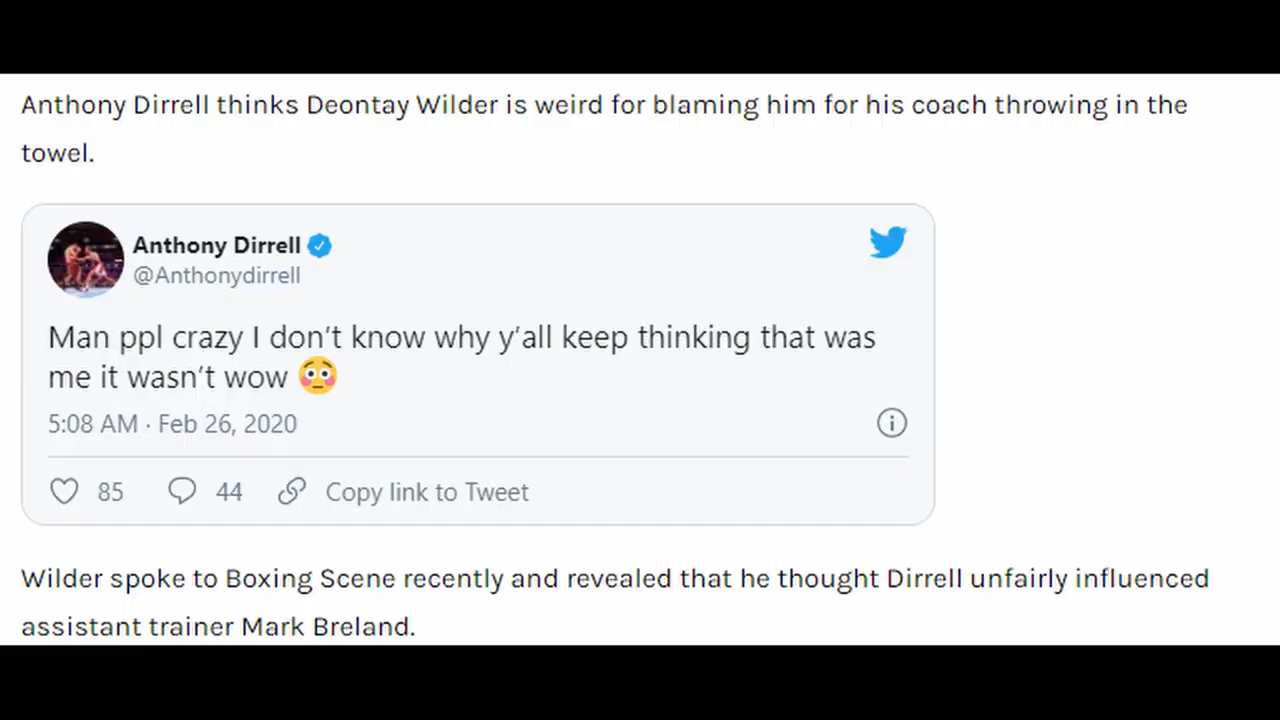 Anthony Dirrell thinks Deontay Wilder is weird for blaming him for his coach throwing in the
towel.
Anthony Dirrell
@Anthonydirrell
Man ppl crazy I don't know why y'all keep thinking that was
me it wasn't wow 😳
5:08 AM · Feb 26, 2020
85 44 Copy link to Tweet
Wilder spoke to Boxing Scene recently and revealed that he thought Dirrell unfairly influenced
assistant trainer Mark Breland.